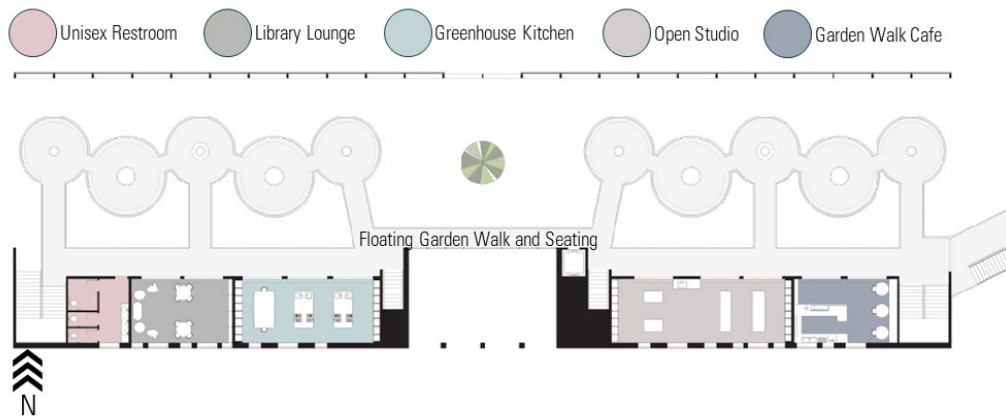 Unisex Restroom
Library Lounge
Greenhouse Kitchen
Open Studio
Garden Walk Cafe
Floating Garden Walk and Seating
N